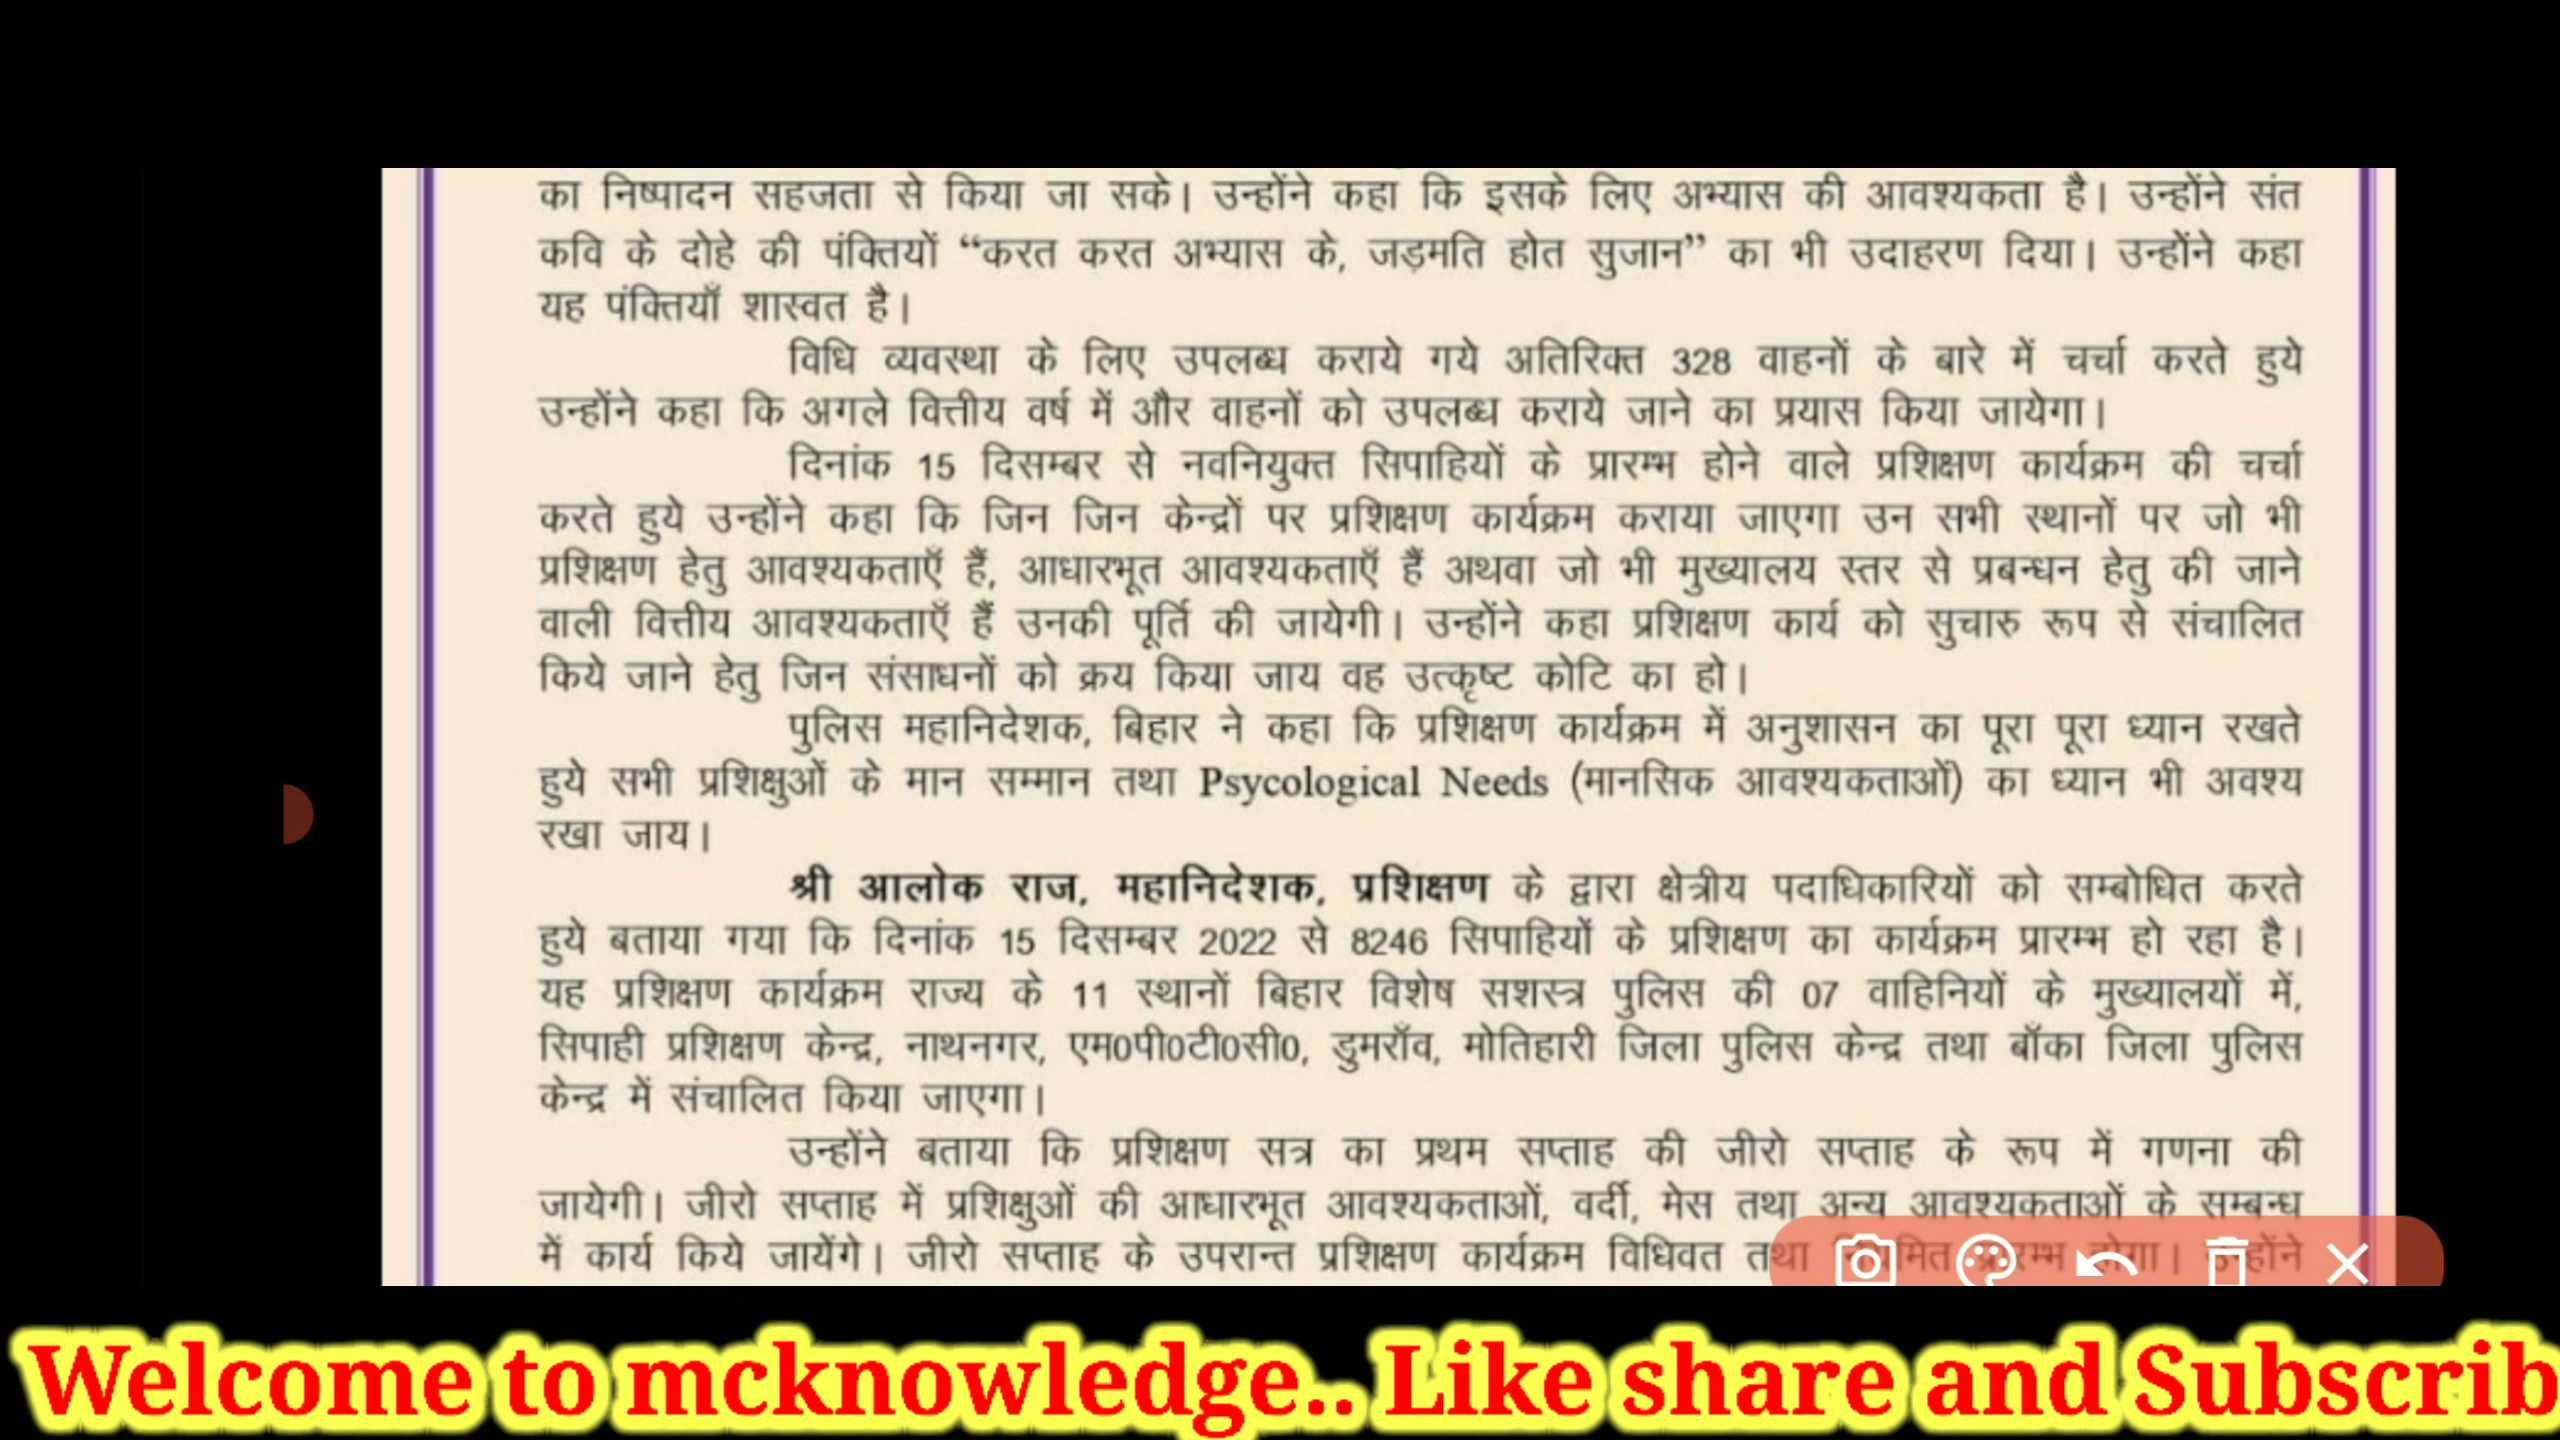 का निष्पादन सहजता से किया जा सके। उन्होंने कहा कि इसके लिए अभ्यास की आवश्यकता है। उन्होंने संत
कवि के दोहे की पंक्तियों “करत करत अभ्यास के, जड़मति होत सुजान” का भी उदाहरण दिया। उन्होंने कहा
यह पंक्तियाँ शास्वत है।
विधि व्यवस्था के लिए उपलब्ध कराये गये अतिरिक्त 328 वाहनों के बारे में चर्चा करते हुये
उन्होंने कहा कि अगले वित्तीय वर्ष में और वाहनों को उपलब्ध कराये जाने का प्रयास किया जायेगा।
दिनांक 15 दिसम्बर से नवनियुक्त सिपाहियों के प्रारम्भ होने वाले प्रशिक्षण कार्यक्रम की चर्चा
करते हुये उन्होंने कहा कि जिन जिन केन्द्रों पर प्रशिक्षण कार्यक्रम कराया जाएगा उन सभी स्थानों पर जो भी
प्रशिक्षण हेतु आवश्यकताएँ हैं, आधारभूत आवश्यकताएँ हैं अथवा जो भी मुख्यालय स्तर से प्रबन्धन हेतु की जाने
वाली वित्तीय आवश्यकताएँ हैं उनकी पूर्ति की जायेगी। उन्होंने कहा प्रशिक्षण कार्य को सुचारु रूप से संचालित
किये जाने हेतु जिन संसाधनों को क्रय किया जाय वह उत्कृष्ट कोटि का हो।
पुलिस महानिदेशक, बिहार ने कहा कि प्रशिक्षण कार्यक्रम में अनुशासन का पूरा पूरा ध्यान रखते
हुये सभी प्रशिक्षुओं के मान सम्मान तथा Psycological Needs (मानसिक आवश्यकताओं) का ध्यान भी अवश्य
रखा जाय।
श्री आलोक राज, महानिदेशक, प्रशिक्षण के द्वारा क्षेत्रीय पदाधिकारियों को सम्बोधित करते
हुये बताया गया कि दिनांक 15 दिसम्बर 2022 से 8246 सिपाहियों के प्रशिक्षण का कार्यक्रम प्रारम्भ हो रहा है।
यह प्रशिक्षण कार्यक्रम राज्य के 11 स्थानों बिहार विशेष सशस्त्र पुलिस की 07 वाहिनियों के मुख्यालयों में,
सिपाही प्रशिक्षण केन्द्र, नाथनगर, एम0पी0टी0सी0, डुमराँव, मोतिहारी जिला पुलिस केन्द्र तथा बाँका जिला पुलिस
केन्द्र में संचालित किया जाएगा।
उन्होंने बताया कि प्रशिक्षण सत्र का प्रथम सप्ताह की जीरो सप्ताह के रूप में गणना की
जायेगी। जीरो सप्ताह में प्रशिक्षुओं की आधारभूत आवश्यकताओं, वर्दी, मेस तथा अन्य आवश्यकताओं के सम्बन्ध
में कार्य किये जायेंगे। जीरो सप्ताह के उपरान्त प्रशिक्षण कार्यक्रम विधिवत तथा
Welcome to mcknowledge.. Like share and Subscrib